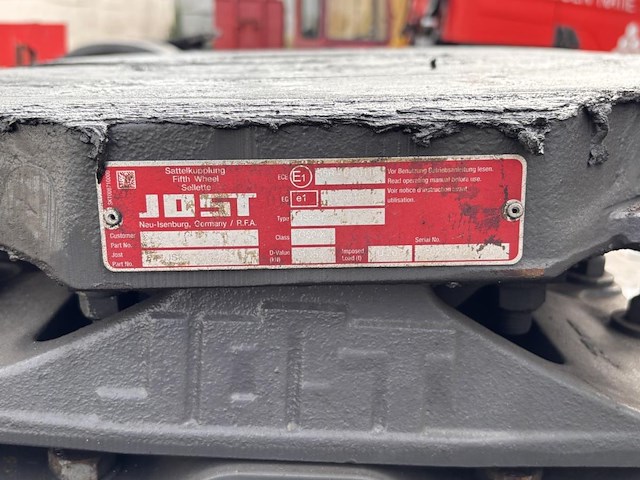 Sattelkupplung
Fifth Wheel
Sellette
JOST
Neu-Isenburg, Germany / R.F.A.
Customer
Part No.
Jost
Part No.
ECE E1
EG e1
Type
Class
D-Value
(kN)
Imposed
Load (t)
Serial No.
Vor Benutzung Betriebsanleitung lesen.
Read operating manual before use.
Voir notice d'instruction avant
utilisation.
JOST